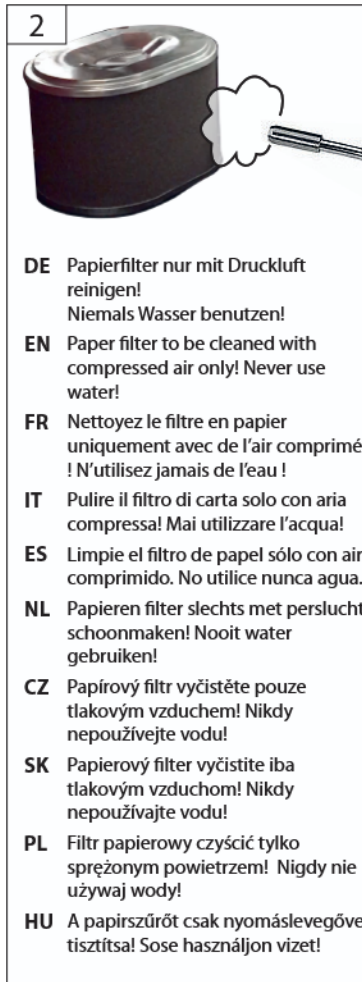 2
DE Papierfilter nur mit Druckluft
reinigen!
Niemals Wasser benutzen!
EN Paper filter to be cleaned with
compressed air only! Never use
water!
FR Nettoyez le filtre en papier
uniquement avec de l'air comprimé
! N'utilisez jamais de l'eau !
IT Pulire il filtro di carta solo con aria
compressa! Mai utilizzare l'acqua!
ES Limpie el filtro de papel sólo con air
comprimido. No utilice nunca agua.
NL Papieren filter slechts met perslucht
schoonmaken! Nooit water
gebruiken!
CZ Papírový filtr vyčistěte pouze
tlakovým vzduchem! Nikdy
nepoužívejte vodu!
SK Papierový filter vyčistite iba
tlakovým vzduchom! Nikdy
nepoužívajte vodu!
PL Filtr papierowy czyścić tylko
sprężonym powietrzem! Nigdy nie
używaj wody!
HU A papirszűrőt csak nyomáslevegőve
tisztítsa! Sose használjon vizet!